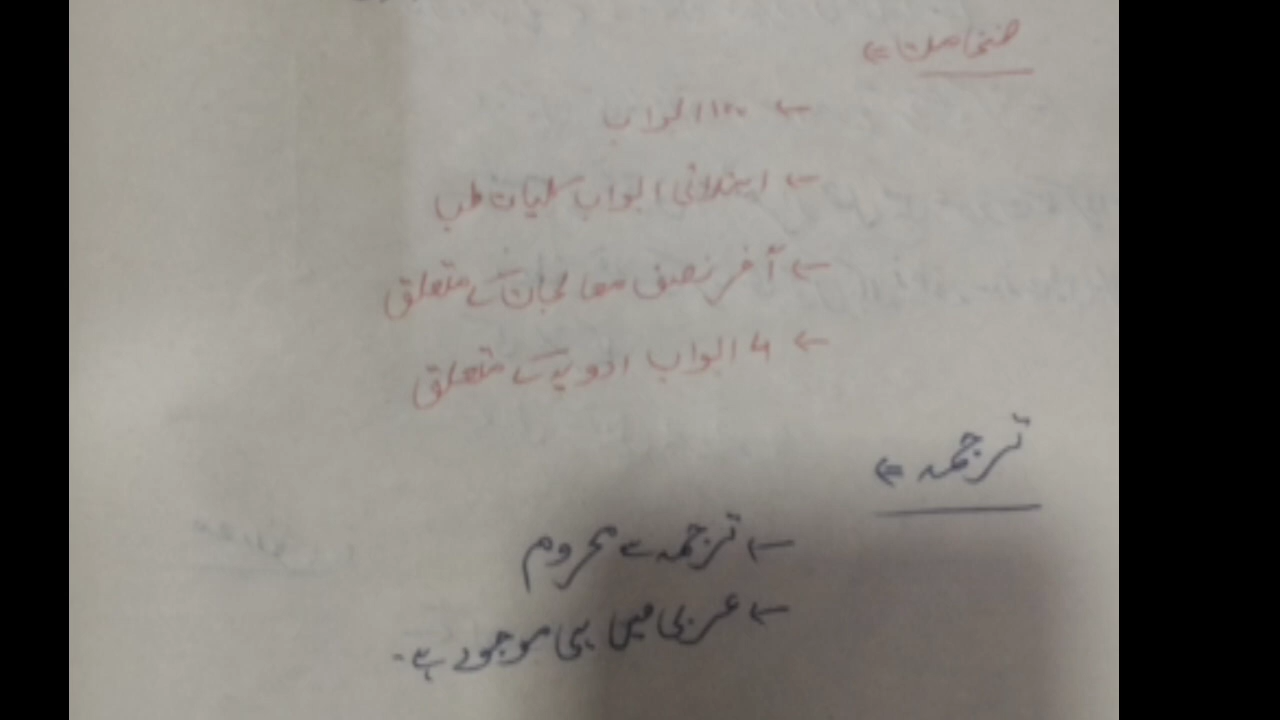 ضخامت ⇐
← ۱۲۰ ابواب
← ابتدائی ابواب کلیات طب
← آخر نصف معالجات سے متعلق
← 4 ابواب ادویہ سے متعلق
ترجمہ ⇐
← ترجمہ سے محروم
← عربی میں ہی موجود ہے۔